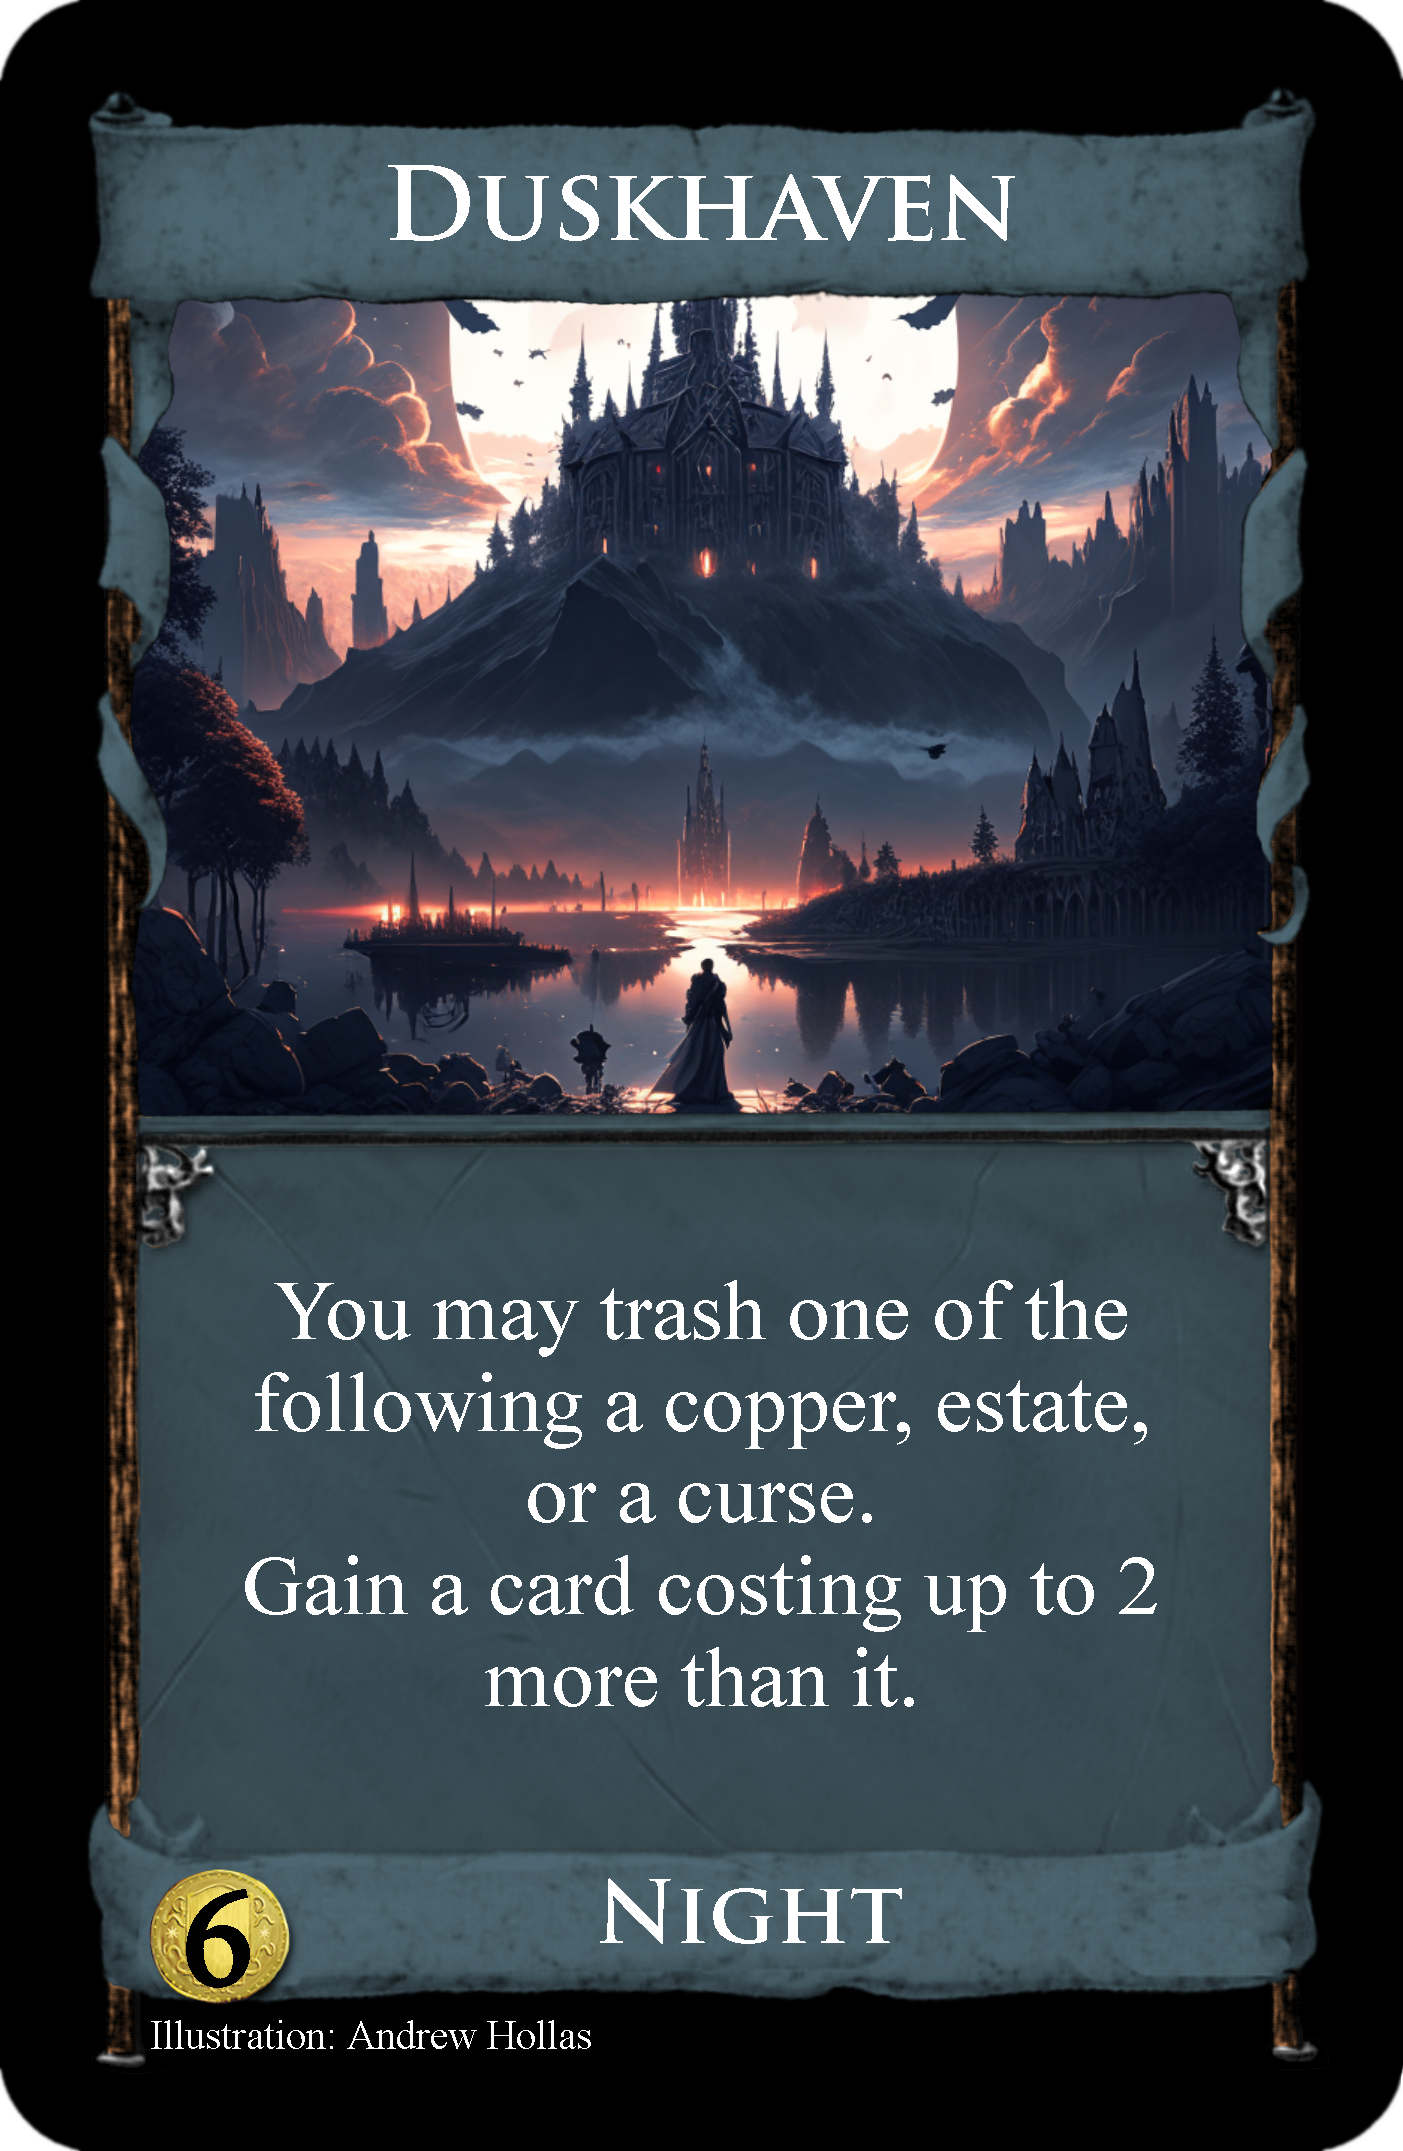 DUSKHAVEN
You may trash one of the
following a copper, estate,
or a curse.
Gain a card costing up to 2
more than it.
6
NIGHT
Illustration: Andrew Hollas